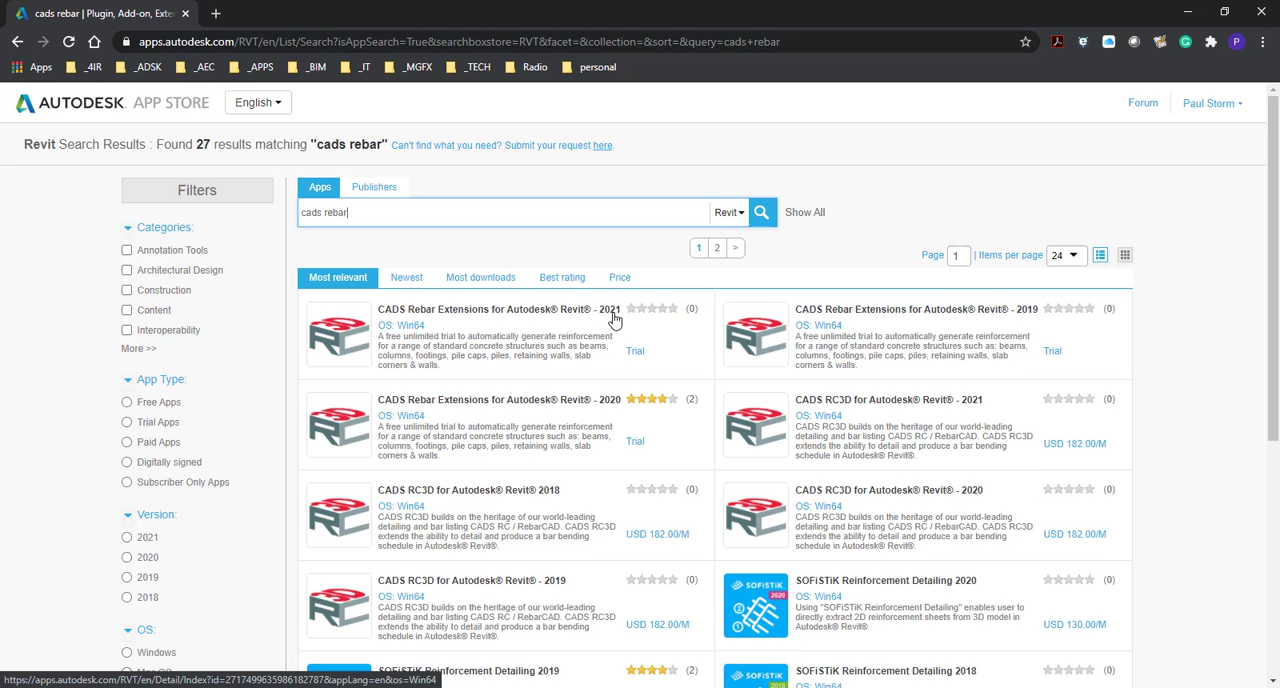 cads rebar | Plugin, Add-on, Exte
apps.autodesk.com/RVT/en/List/Search?isAppSearch=True&searchboxstore=RVT&facet=&collection=&sort=&query=cads+rebar
Apps _4IR _ADSK _AEC _APPS _BIM _IT _MGFX _TECH Radio personal
AUTODESK. APP STORE English
Forum Paul Storm
Revit Search Results : Found 27 results matching "cads rebar" Can't find what you need? Submit your request here.
Filters
Categories:
Annotation Tools
Architectural Design
Construction
Content
Interoperability
More >>
App Type:
Free Apps
Trial Apps
Paid Apps
Digitally signed
Subscriber Only Apps
Version:
2021
2020
2019
2018
OS:
Windows
Apps Publishers
cads rebar Revit Show All
1 2 >
Page 1 | Items per page 24
Most relevant Newest Most downloads Best rating Price
CADS Rebar Extensions for Autodesk® Revit® - 2021 (0)
OS: Win64
A free unlimited trial to automatically generate reinforcement
for a range of standard concrete structures such as: beams,
columns, footings, pile caps, piles, retaining walls, slab
corners & walls.
Trial
CADS Rebar Extensions for Autodesk® Revit® - 2019 (0)
OS: Win64
A free unlimited trial to automatically generate reinforcement
for a range of standard concrete structures such as: beams,
columns, footings, pile caps, piles, retaining walls, slab
corners & walls.
Trial
CADS Rebar Extensions for Autodesk® Revit® - 2020 (2)
OS: Win64
A free unlimited trial to automatically generate reinforcement
for a range of standard concrete structures such as: beams,
columns, footings, pile caps, piles, retaining walls, slab
corners & walls.
Trial
CADS RC3D for Autodesk® Revit® - 2021 (0)
OS: Win64
CADS RC3D builds on the heritage of our world-leading
detailing and bar listing CADS RC / RebarCAD. CADS RC3D
extends the ability to detail and produce a bar bending
schedule in Autodesk® Revit®.
USD 182.00/M
CADS RC3D for Autodesk® Revit® 2018 (0)
OS: Win64
CADS RC3D builds on the heritage of our world-leading
detailing and bar listing CADS RC / RebarCAD. CADS RC3D
extends the ability to detail and produce a bar bending
schedule in Autodesk® Revit®.
USD 182.00/M
CADS RC3D for Autodesk® Revit® - 2020 (0)
OS: Win64
CADS RC3D builds on the heritage of our world-leading
detailing and bar listing CADS RC / RebarCAD. CADS RC3D
extends the ability to detail and produce a bar bending
schedule in Autodesk® Revit®.
USD 182.00/M
CADS RC3D for Autodesk® Revit® - 2019 (0)
OS: Win64
CADS RC3D builds on the heritage of our world-leading
detailing and bar listing CADS RC / RebarCAD. CADS RC3D
extends the ability to detail and produce a bar bending
schedule in Autodesk® Revit®.
USD 182.00/M
SOFiSTiK
2020
SOFiSTiK Reinforcement Detailing 2020 (0)
OS: Win64
Using "SOFiSTiK Reinforcement Detailing" enables user to
directly extract 2D reinforcement sheets from 3D model in
Autodesk® Revit®.
USD 130.00/M
SOFiSTiK Reinforcement Detailing 2019 (2)
SOFiSTiK
SOFiSTiK Reinforcement Detailing 2018 (0)
OS: Win64
https://apps.autodesk.com/RVT/en/Detail/Index?id=2717499635986182787&appLang=en&os=Win64